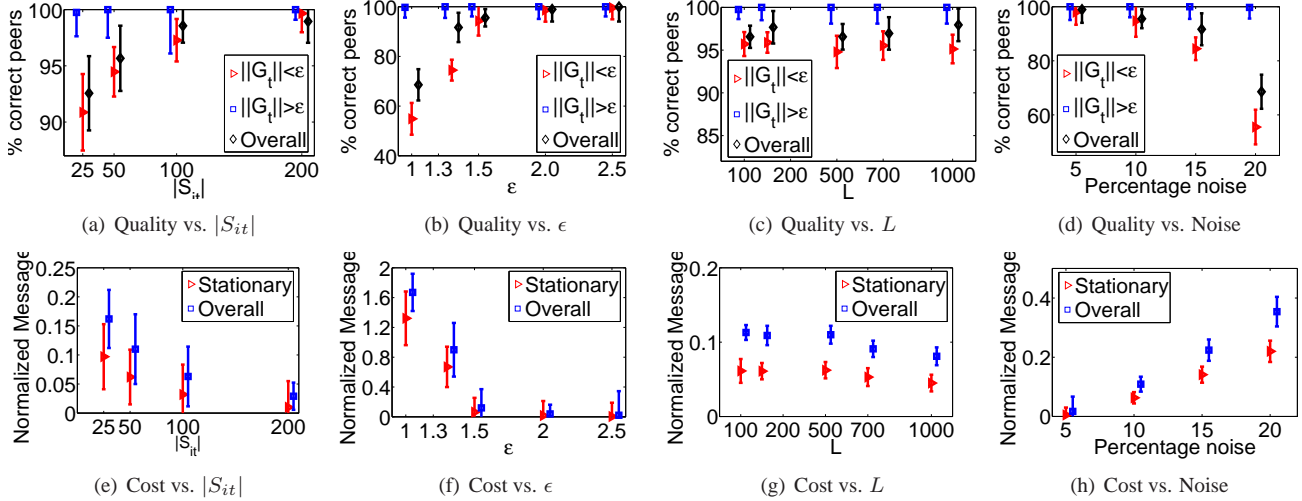 % correct peers
100
95
90
25 50 100 200
|S_it|
||G_t||<ε
||G_t||>ε
Overall
(a) Quality vs. |S_it|
% correct peers
100
80
60
40
1 1.3 1.5 2.0 2.5
ε
||G_t||<ε
||G_t||>ε
Overall
(b) Quality vs. ϵ
% correct peers
100
95
90
85
100 200 500 700 1000
L
||G_t||<ε
||G_t||>ε
Overall
(c) Quality vs. L
% correct peers
100
80
60
5 10 15 20
Percentage noise
||G_t||<ε
||G_t||>ε
Overall
(d) Quality vs. Noise
Normalized Message
0.25
0.2
0.15
0.1
0.05
0
25 50 100 200
|S_it|
Stationary
Overall
(e) Cost vs. |S_it|
Normalized Message
2
1.6
1.2
0.8
0.4
0
1 1.3 1.5 2 2.5
ε
Stationary
Overall
(f) Cost vs. ϵ
Normalized Message
0.2
0.1
0
100 200 500 700 1000
L
Stationary
Overall
(g) Cost vs. L
Normalized Message
0.4
0.2
0
5 10 15 20
Percentage noise
Stationary
Overall
(h) Cost vs. Noise